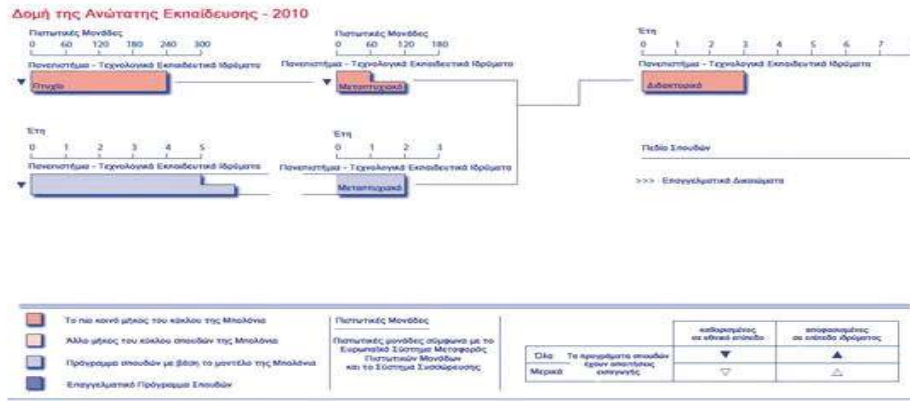 Δομή της Ανώτατης Εκπαίδευσης - 2010
Πιστωτικές Μονάδες
0 60 120 180 240 300
Πιστωτικές Μονάδες
0 60 120 180
Έτη
0 1 2 3 4 5 6 7
Πανεπιστήμια - Τεχνολογικά Εκπαιδευτικά Ιδρύματα
Πανεπιστήμια - Τεχνολογικά Εκπαιδευτικά Ιδρύματα
Πανεπιστήμια - Τεχνολογικά Εκπαιδευτικά Ιδρύματα
Πτυχίο
Μεταπτυχιακό
Διδακτορικό
Έτη
0 1 2 3 4 5
Έτη
0 1 2 3
Πανεπιστήμια - Τεχνολογικά Εκπαιδευτικά Ιδρύματα
Πανεπιστήμια - Τεχνολογικά Εκπαιδευτικά Ιδρύματα
Μεταπτυχιακό
Πεδίο Σπουδών
>>> Επαγγελματικά Δικαιώματα
Το πιο κοινό μήκος του κύκλου της Μπολόνια
Άλλο μήκος του κύκλου σπουδών της Μπολόνια
Πρόγραμμα σπουδών με βάση το μοντέλο της Μπολόνια
Επαγγελματικό Πρόγραμμα Σπουδών
Πιστωτικές Μονάδες
Πιστωτικές μονάδες σύμφωνα με το
Ευρωπαϊκό Σύστημα Μεταφοράς
Πιστωτικών Μονάδων
και το Σύστημα Συσσώρευσης
καθορισμένος
σε εθνικό επίπεδο
αποφασισμένος
σε επίπεδο ιδρύματος
Όλα Τα προγράματα σπουδών
έχουν απαιτήσεις
Μερικά εισαγωγής